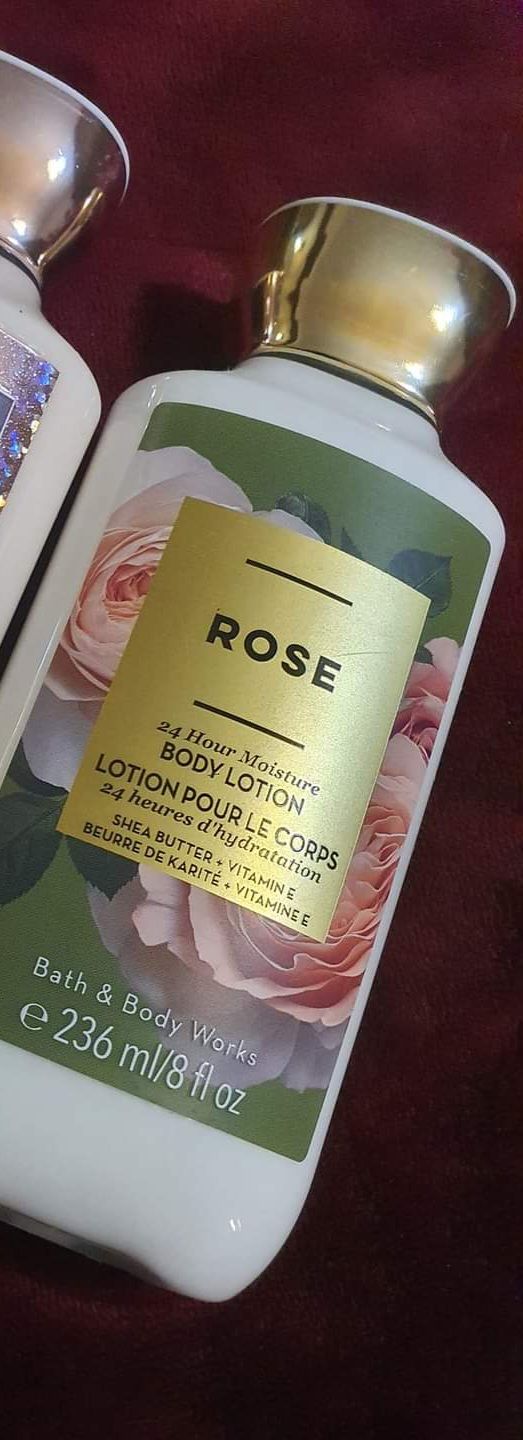 ROSE
24 Hour Moisture
BODY LOTION
LOTION POUR LE CORPS
24 heures d'hydratation
SHEA BUTTER + VITAMIN E
BEURRE DE KARITÉ + VITAMINE E
Bath & Body Works
℮ 236 ml/8 fl oz